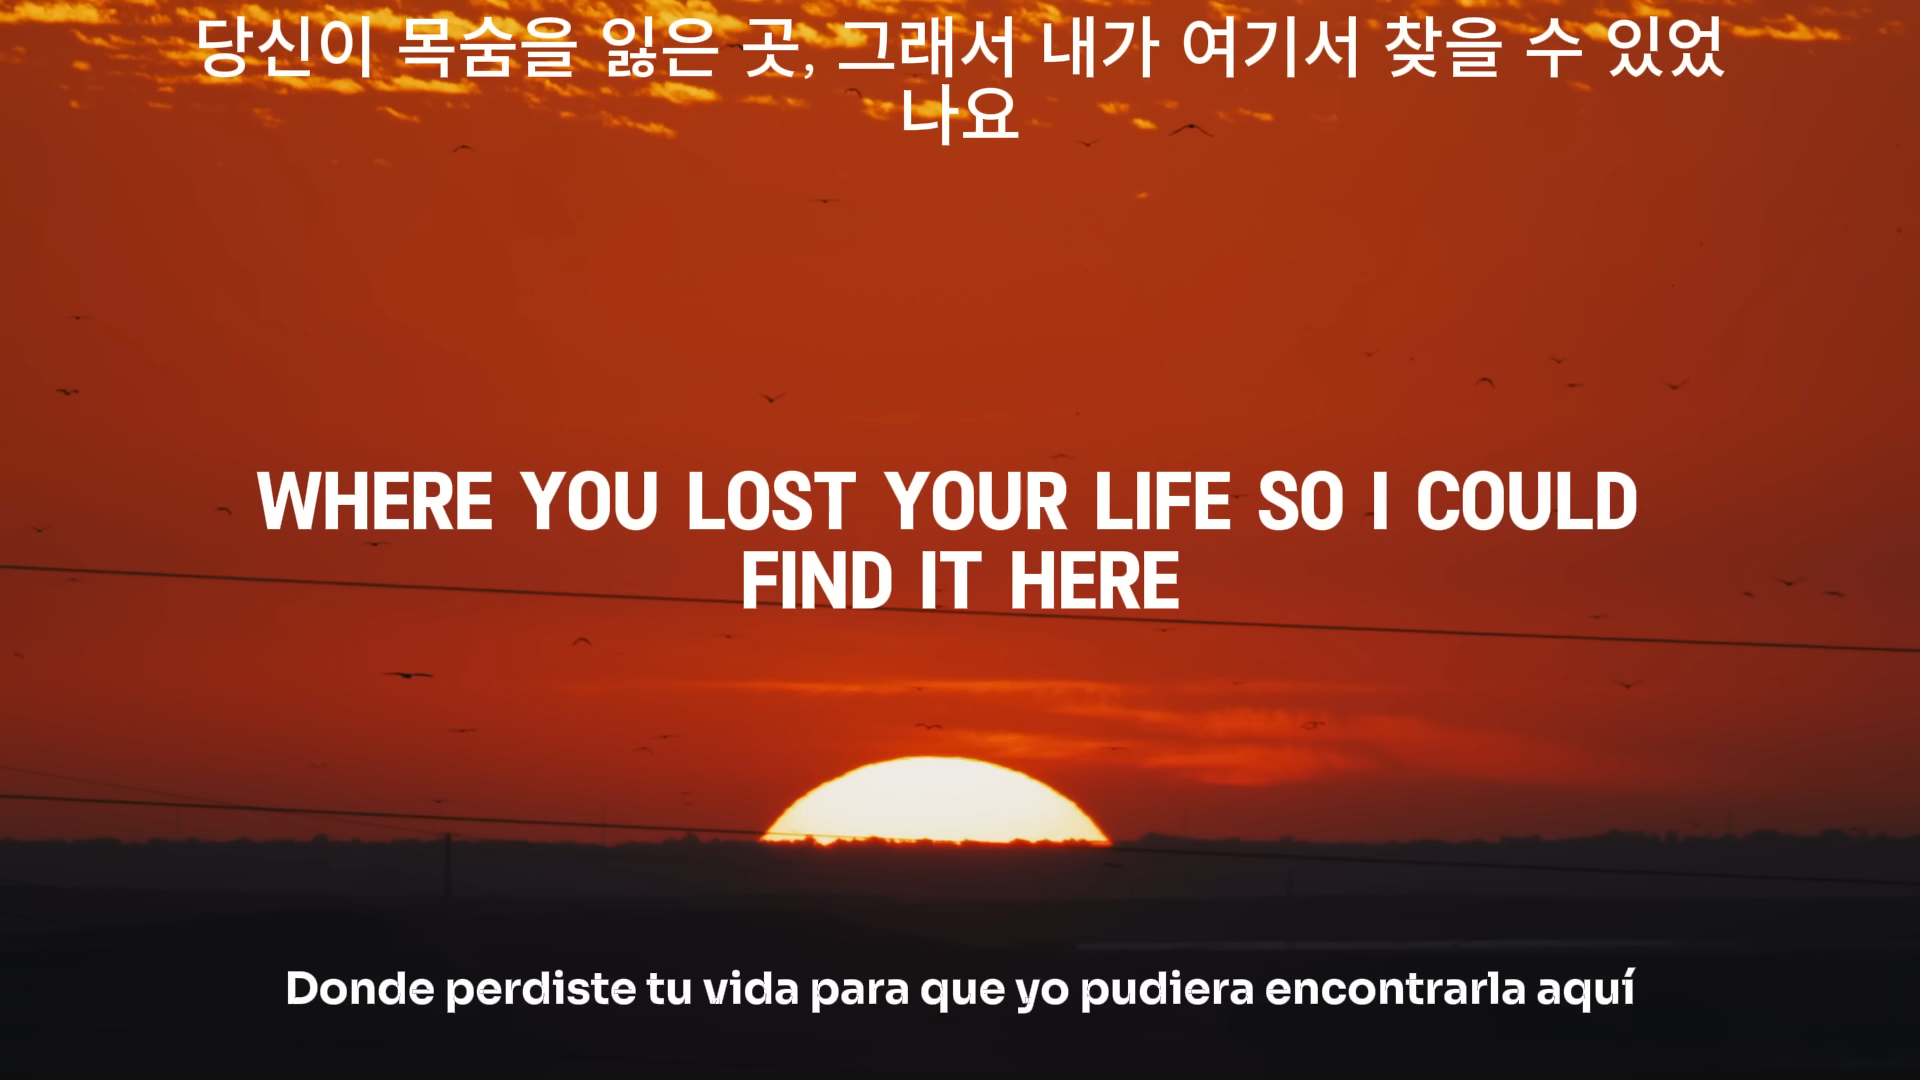 당신이 목숨을 잃은 곳, 그래서 내가 여기서 찾을 수 있었
나요
WHERE YOU LOST YOUR LIFE SO I COULD
FIND IT HERE
Donde perdiste tu vida para que yo pudiera encontrarla aquí